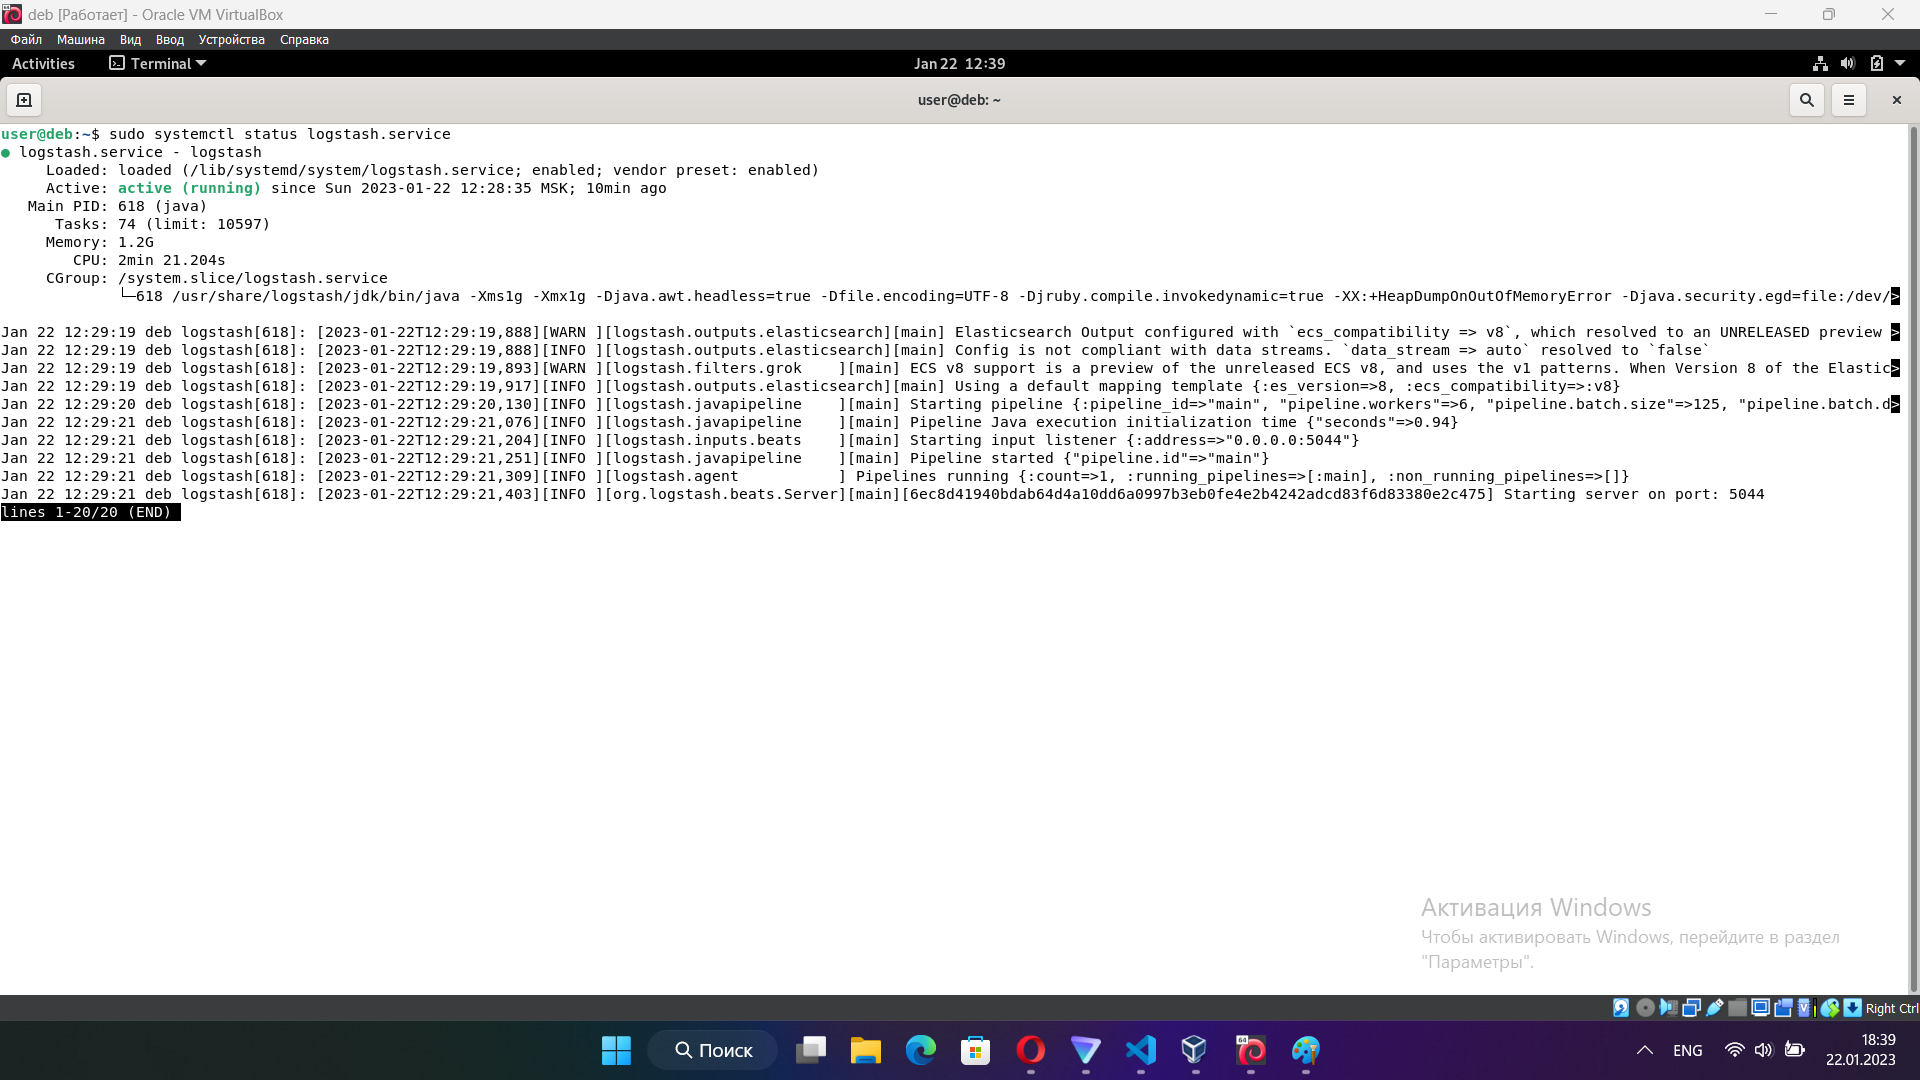 deb [Работает] - Oracle VM VirtualBox
Файл Машина Вид Ввод Устройства Справка
Activities Terminal Jan 22 12:39
user@deb: ~
user@deb:~$ sudo systemctl status logstash.service
● logstash.service - logstash
Loaded: loaded (/lib/systemd/system/logstash.service; enabled; vendor preset: enabled)
Active: active (running) since Sun 2023-01-22 12:28:35 MSK; 10min ago
Main PID: 618 (java)
Tasks: 74 (limit: 10597)
Memory: 1.2G
CPU: 2min 21.204s
CGroup: /system.slice/logstash.service
└─618 /usr/share/logstash/jdk/bin/java -Xms1g -Xmx1g -Djava.awt.headless=true -Dfile.encoding=UTF-8 -Djruby.compile.invokedynamic=true -XX:+HeapDumpOnOutOfMemoryError -Djava.security.egd=file:/dev/>
Jan 22 12:29:19 deb logstash[618]: [2023-01-22T12:29:19,888][WARN ][logstash.outputs.elasticsearch][main] Elasticsearch Output configured with `ecs_compatibility => v8`, which resolved to an UNRELEASED preview >
Jan 22 12:29:19 deb logstash[618]: [2023-01-22T12:29:19,888][INFO ][logstash.outputs.elasticsearch][main] Config is not compliant with data streams. `data_stream => auto` resolved to `false`
Jan 22 12:29:19 deb logstash[618]: [2023-01-22T12:29:19,893][WARN ][logstash.filters.grok    ][main] ECS v8 support is a preview of the unreleased ECS v8, and uses the v1 patterns. When Version 8 of the Elastic>
Jan 22 12:29:19 deb logstash[618]: [2023-01-22T12:29:19,917][INFO ][logstash.outputs.elasticsearch][main] Using a default mapping template {:es_version=>8, :ecs_compatibility=>:v8}
Jan 22 12:29:20 deb logstash[618]: [2023-01-22T12:29:20,130][INFO ][logstash.javapipeline    ][main] Starting pipeline {:pipeline_id=>"main", "pipeline.workers"=>6, "pipeline.batch.size"=>125, "pipeline.batch.d>
Jan 22 12:29:21 deb logstash[618]: [2023-01-22T12:29:21,076][INFO ][logstash.javapipeline    ][main] Pipeline Java execution initialization time {"seconds"=>0.94}
Jan 22 12:29:21 deb logstash[618]: [2023-01-22T12:29:21,204][INFO ][logstash.inputs.beats    ][main] Starting input listener {:address=>"0.0.0.0:5044"}
Jan 22 12:29:21 deb logstash[618]: [2023-01-22T12:29:21,251][INFO ][logstash.javapipeline    ][main] Pipeline started {"pipeline.id"=>"main"}
Jan 22 12:29:21 deb logstash[618]: [2023-01-22T12:29:21,309][INFO ][logstash.agent           ] Pipelines running {:count=>1, :running_pipelines=>[:main], :non_running_pipelines=>[]}
Jan 22 12:29:21 deb logstash[618]: [2023-01-22T12:29:21,403][INFO ][org.logstash.beats.Server][main][6ec8d41940bdab64d4a10dd6a0997b3eb0fe4e2b4242adcd83f6d83380e2c475] Starting server on port: 5044
lines 1-20/20 (END)
Активация Windows
Чтобы активировать Windows, перейдите в раздел
"Параметры".
Right Ctrl
Поиск
ENG
18:39
22.01.2023